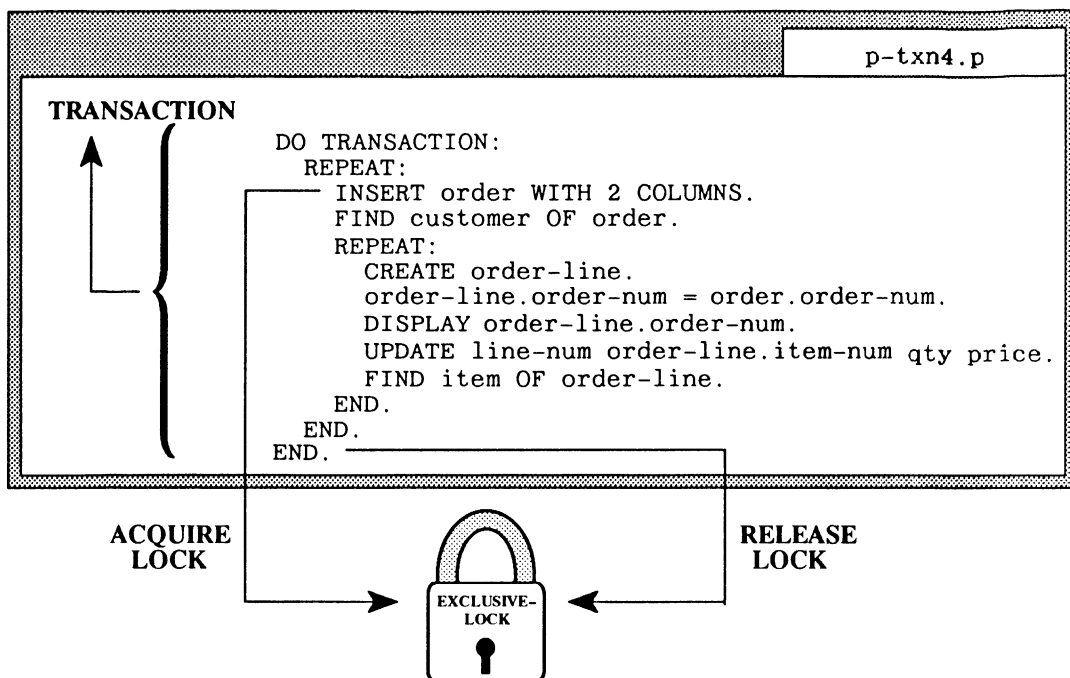 p-txn4.p
TRANSACTION
DO TRANSACTION:
REPEAT:
INSERT order WITH 2 COLUMNS.
FIND customer OF order.
REPEAT:
CREATE order-line.
order-line.order-num = order.order-num.
DISPLAY order-line.order-num.
UPDATE line-num order-line.item-num qty price.
FIND item OF order-line.
END.
END.
END.
ACQUIRE
LOCK
EXCLUSIVE-
LOCK
RELEASE
LOCK